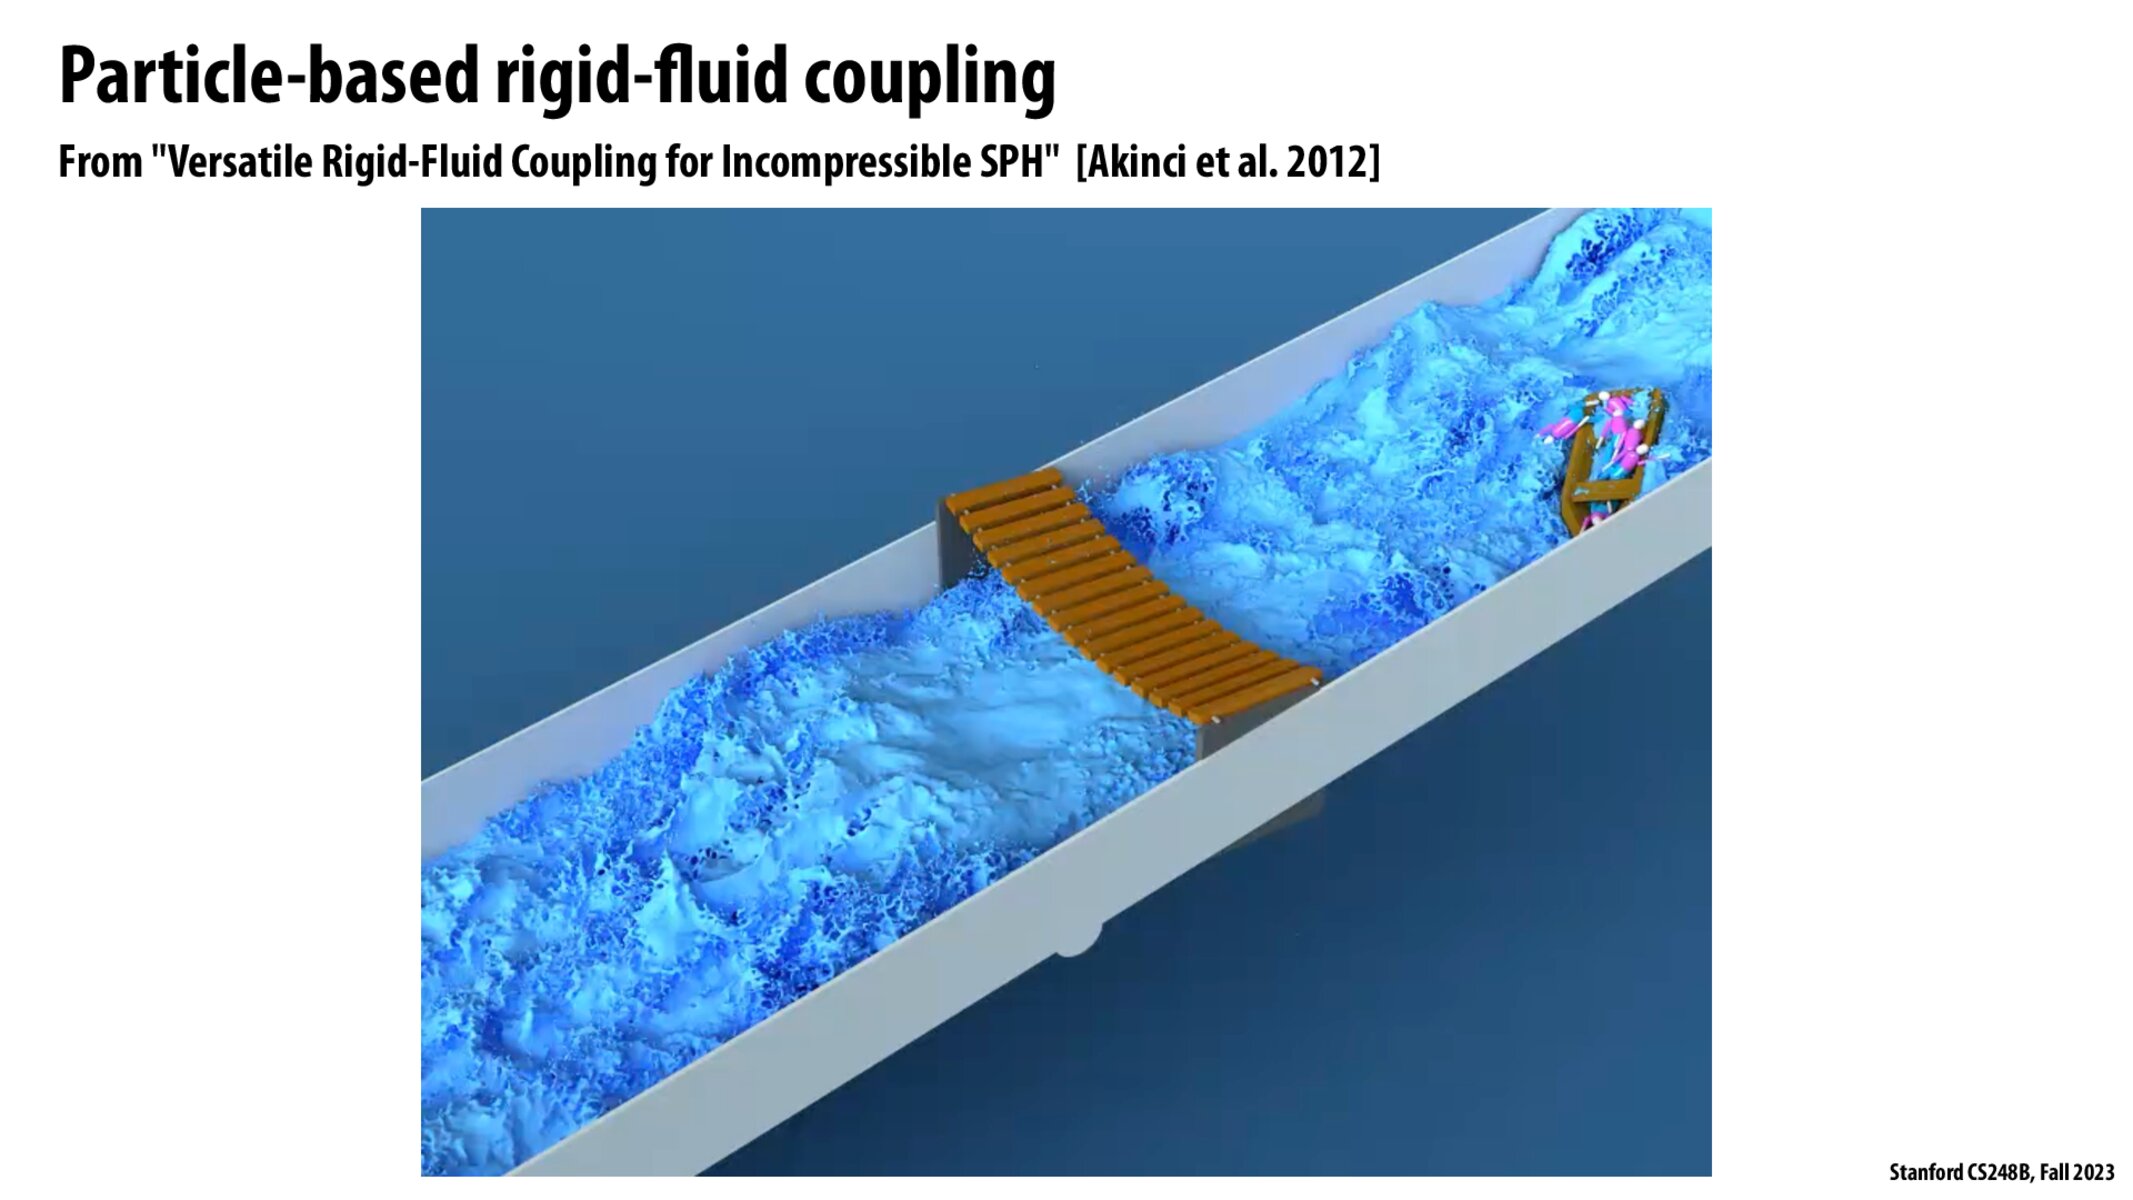 Particle-based rigid-fluid coupling
From "Versatile Rigid-Fluid Coupling for Incompressible SPH" [Akinci et al. 2012]
Stanford CS248B, Fall 2023